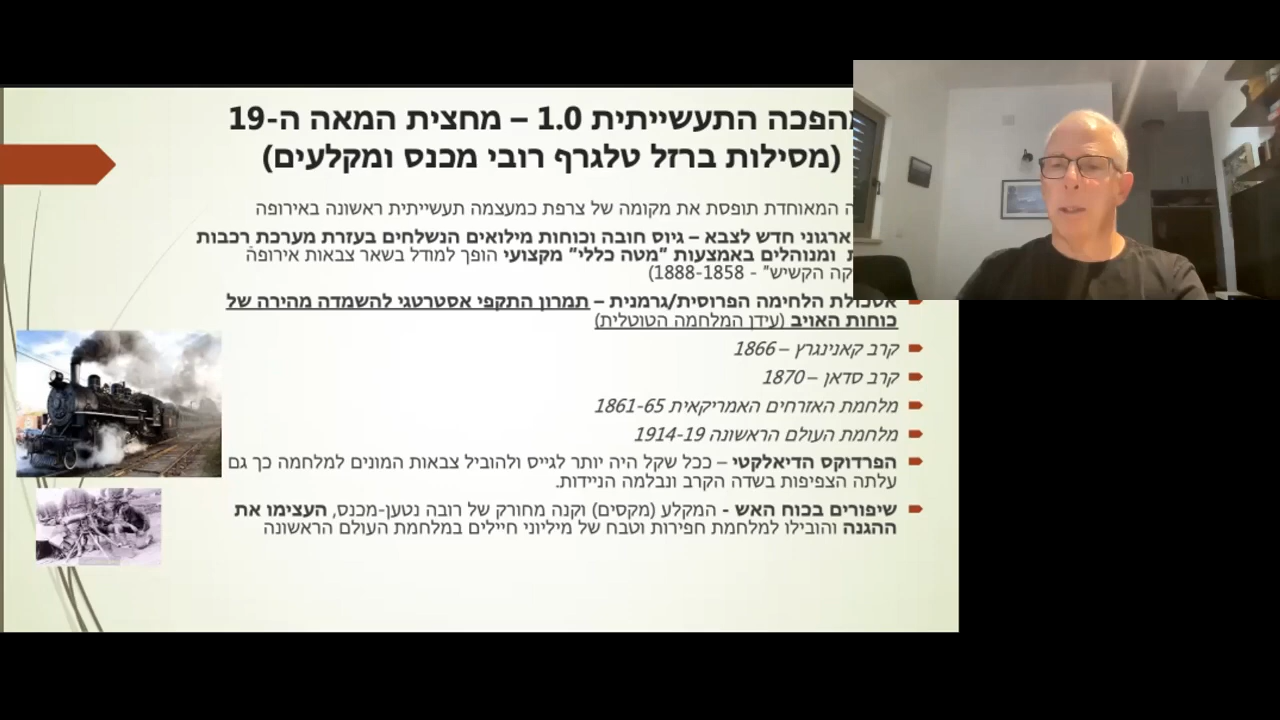 התעשייתית 1.0 – מחצית המאה ה-19
(מסילות ברזל טלגרף רובי מכנס ומקלעים)
המאוחדת תופסת את מקומה של צרפת כמעצמה תעשייתית ראשונה באירופה
ארגוני חדש לצבא – גיוס חובה וכוחות מילואים הנשלחים בעזרת מערכת רכבות
ומנוהלים באמצעות "מטה כללי" מקצועי הופך למודל בשאר צבאות אירופה
הקשיש" - 1888-1858)
אסכולת הלחימה הפרוסית/גרמנית – תמרון התקפי אסטרטגי להשמדה מהירה של
כוחות האויב (עידן המלחמה הטוטלית)
קרב קאנינגרץ – 1866
קרב סדאן – 1870
מלחמת האזרחים האמריקאית 1861-65
מלחמת העולם הראשונה 1914-19
הפרדוקס הדיאלקטי – ככל שקל היה יותר לגייס ולהוביל צבאות המונים למלחמה כך גם
עלתה הצפיפות בשדה הקרב ונבלמה הניידות.
שיפורים בכוח האש - המקלע (מקסים) וקנה מחורק של רובה נטען-מכנס, העצימו את
ההגנה והובילו למלחמת חפירות וטבח של מיליוני חיילים במלחמת העולם הראשונה